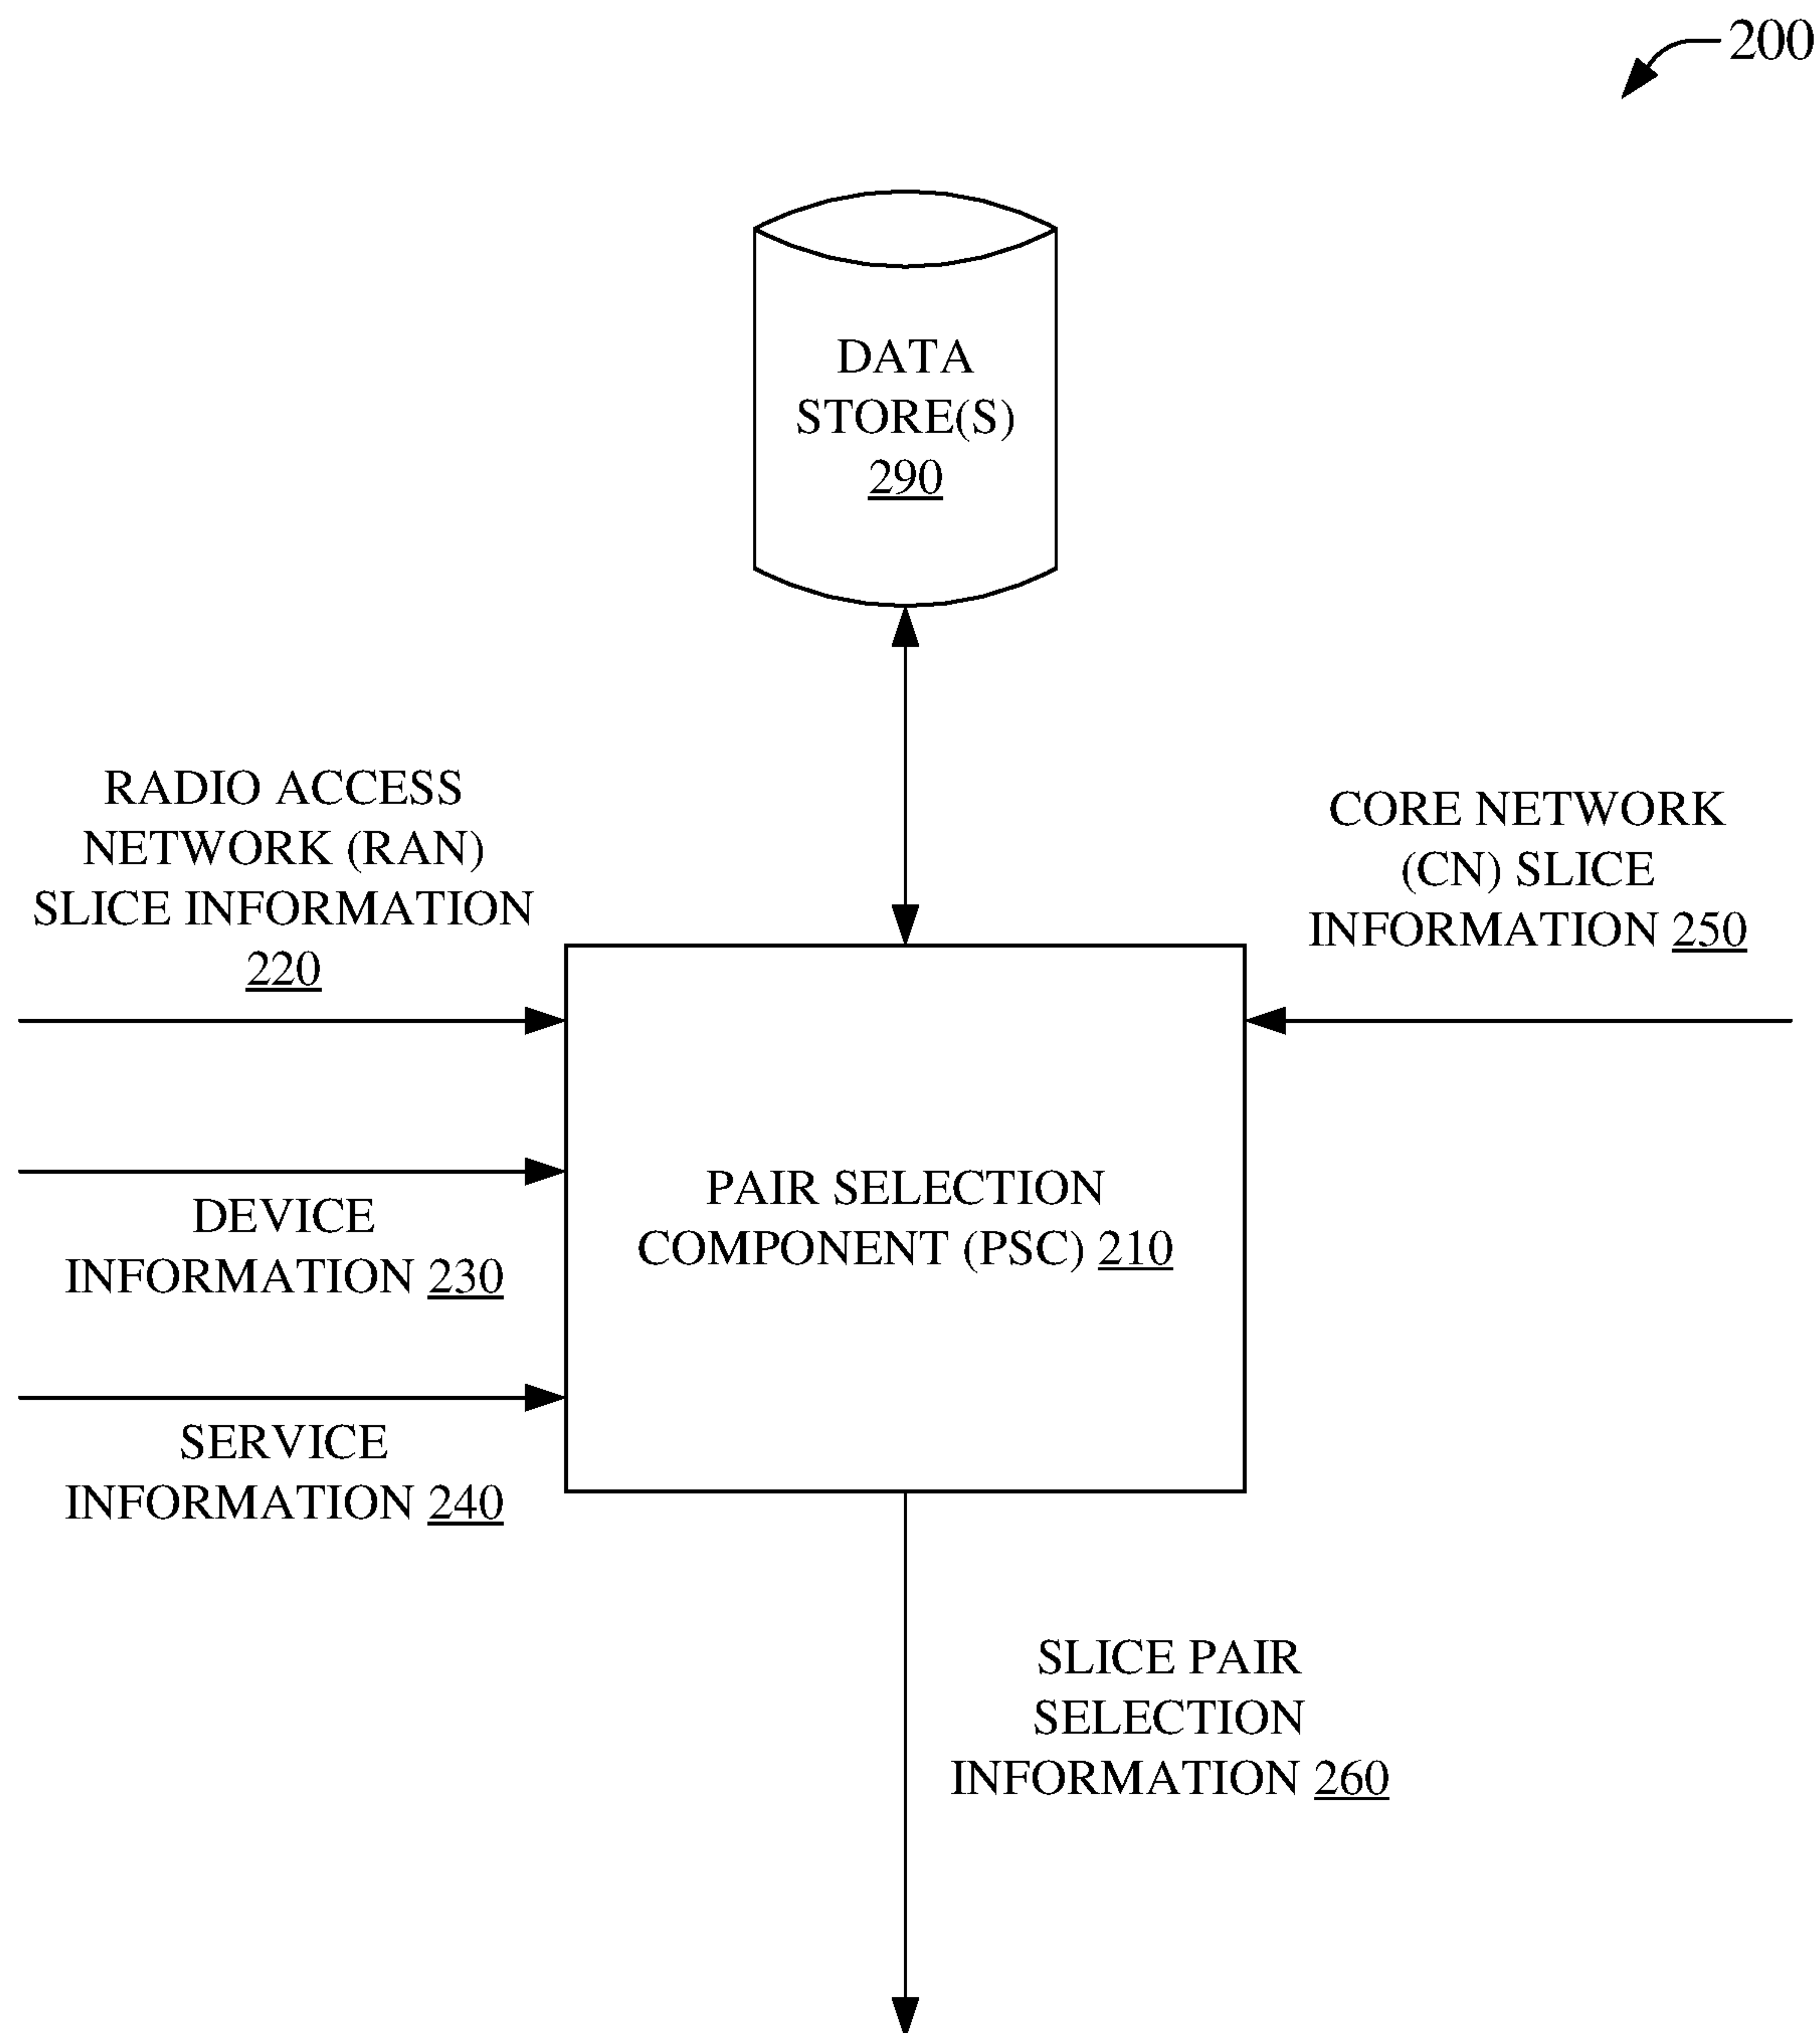 200
DATA
STORE(S)
290
RADIO ACCESS
NETWORK (RAN)
SLICE INFORMATION
220
CORE NETWORK
(CN) SLICE
INFORMATION 250
DEVICE
INFORMATION 230
PAIR SELECTION
COMPONENT (PSC) 210
SERVICE
INFORMATION 240
SLICE PAIR
SELECTION
INFORMATION 260